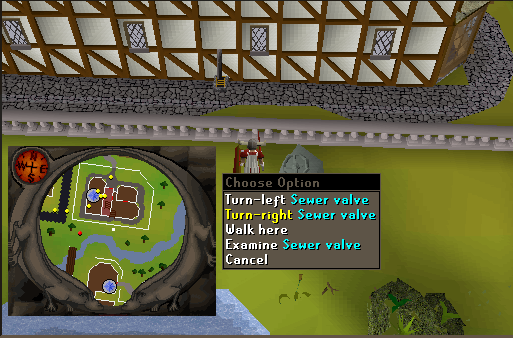 N
W E
S
Choose Option
Turn-left Sewer valve
Turn-right Sewer valve
Walk here
Examine Sewer valve
Cancel